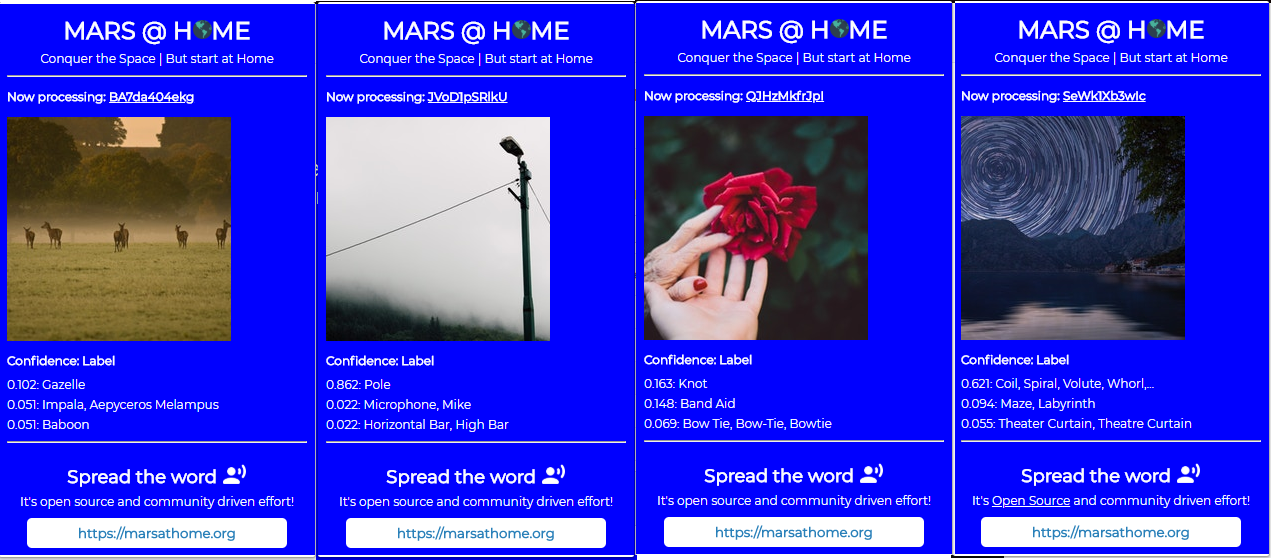 MARS @ H🌎ME
Conquer the Space | But start at Home
Now processing: BA7da404ekg
Confidence: Label
0.102: Gazelle
0.051: Impala, Aepyceros Melampus
0.051: Baboon
Spread the word
It's open source and community driven effort!
https://marsathome.org
MARS @ H🌎ME
Conquer the Space | But start at Home
Now processing: JVoD1pSRlkU
Confidence: Label
0.862: Pole
0.022: Microphone, Mike
0.022: Horizontal Bar, High Bar
Spread the word
It's open source and community driven effort!
https://marsathome.org
MARS @ H🌎ME
Conquer the Space | But start at Home
Now processing: QJHzMkfrJpI
Confidence: Label
0.163: Knot
0.148: Band Aid
0.069: Bow Tie, Bow-Tie, Bowtie
Spread the word
It's open source and community driven effort!
https://marsathome.org
MARS @ H🌎ME
Conquer the Space | But start at Home
Now processing: SeWk1Xb3wIc
Confidence: Label
0.621: Coil, Spiral, Volute, Whorl,...
0.094: Maze, Labyrinth
0.055: Theater Curtain, Theatre Curtain
Spread the word
It's Open Source and community driven effort!
https://marsathome.org